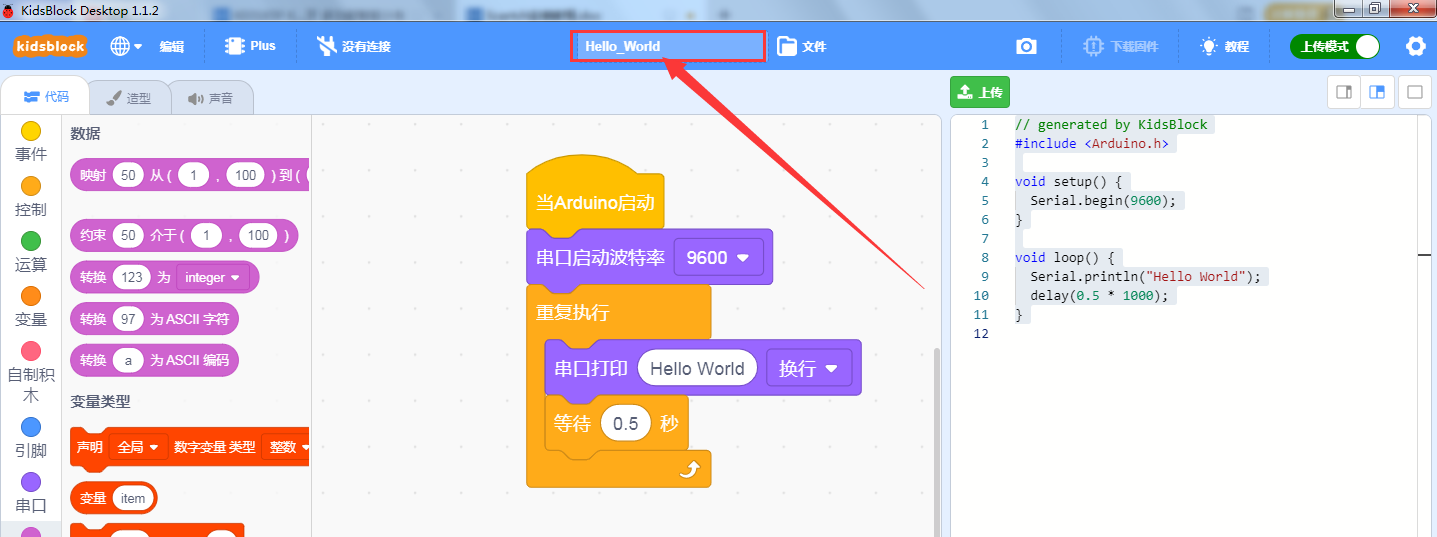 KidsBlock Desktop 1.1.2
kidsblock
编辑
Plus
没有连接
Hello_World
文件
下载固件
教程
上传模式
代码
造型
声音
上传
事件
控制
运算
变量
自制积
木
引脚
串口
数据
映射 50 从 ( 1 , 100 ) 到 (
约束 50 介于 ( 1 , 100 )
转换 123 为 integer
转换 97 为 ASCII 字符
转换 a 为 ASCII 编码
变量类型
声明 全局 数字变量 类型 整数
变量 item
当Arduino启动
串口启动波特率 9600
重复执行
串口打印 Hello World 换行
等待 0.5 秒
1 // generated by KidsBlock
2 #include <Arduino.h>
3
4 void setup() {
5 Serial.begin(9600);
6 }
7
8 void loop() {
9 Serial.println("Hello World");
10 delay(0.5 * 1000);
11 }
12